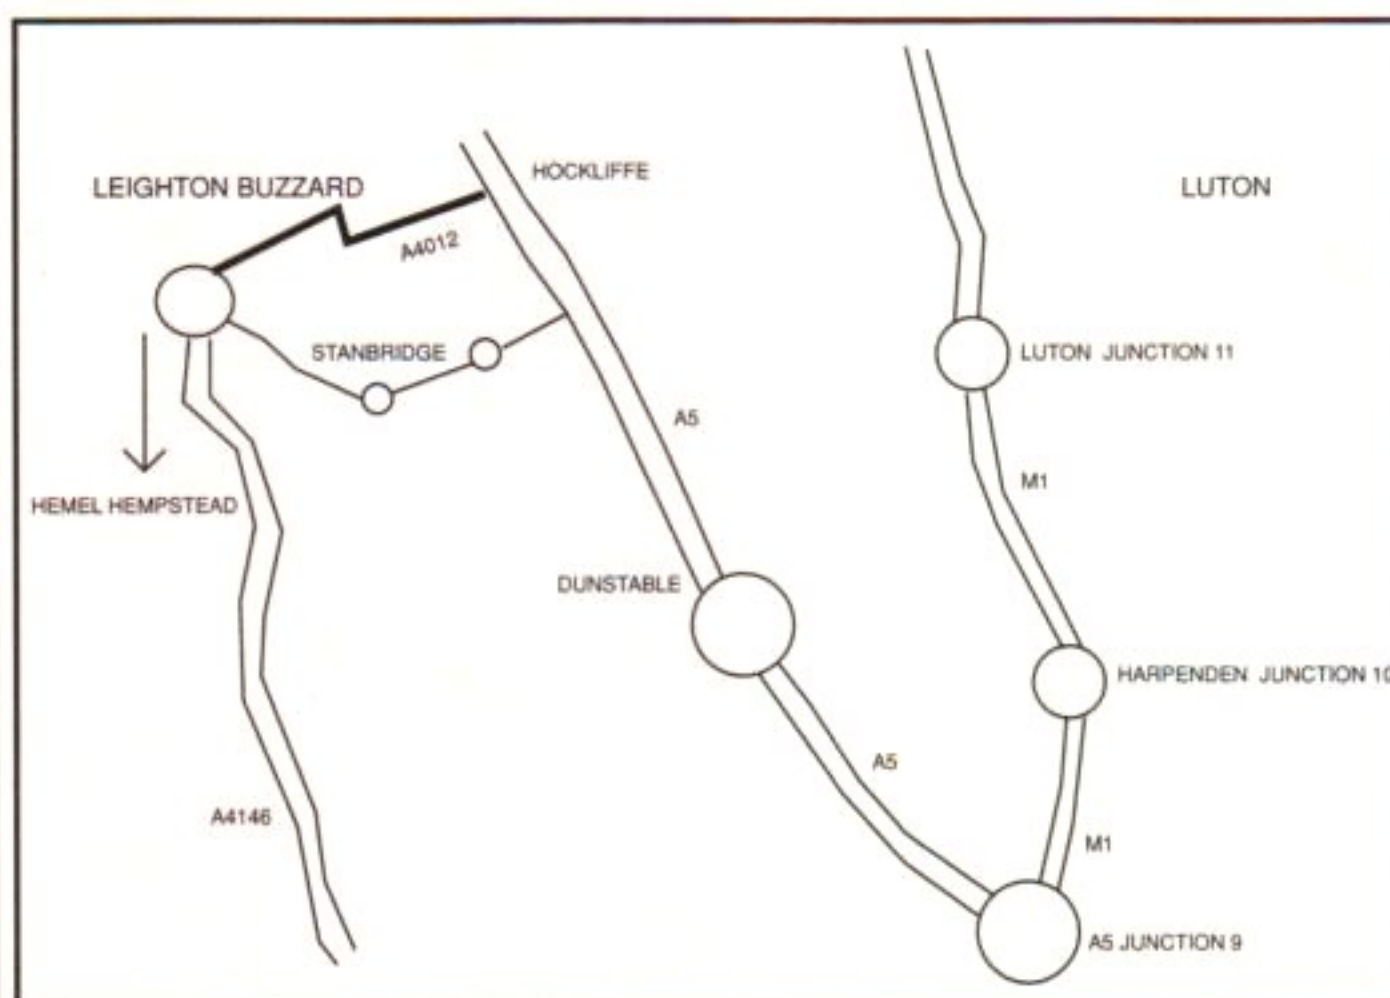 HOCKLIFFE
LEIGHTON BUZZARD
LUTON
A4012
STANBRIDGE
LUTON JUNCTION 11
A5
M1
HEMEL HEMPSTEAD
DUNSTABLE
HARPENDEN JUNCTION 10
A5
A4146
M1
A5 JUNCTION 9